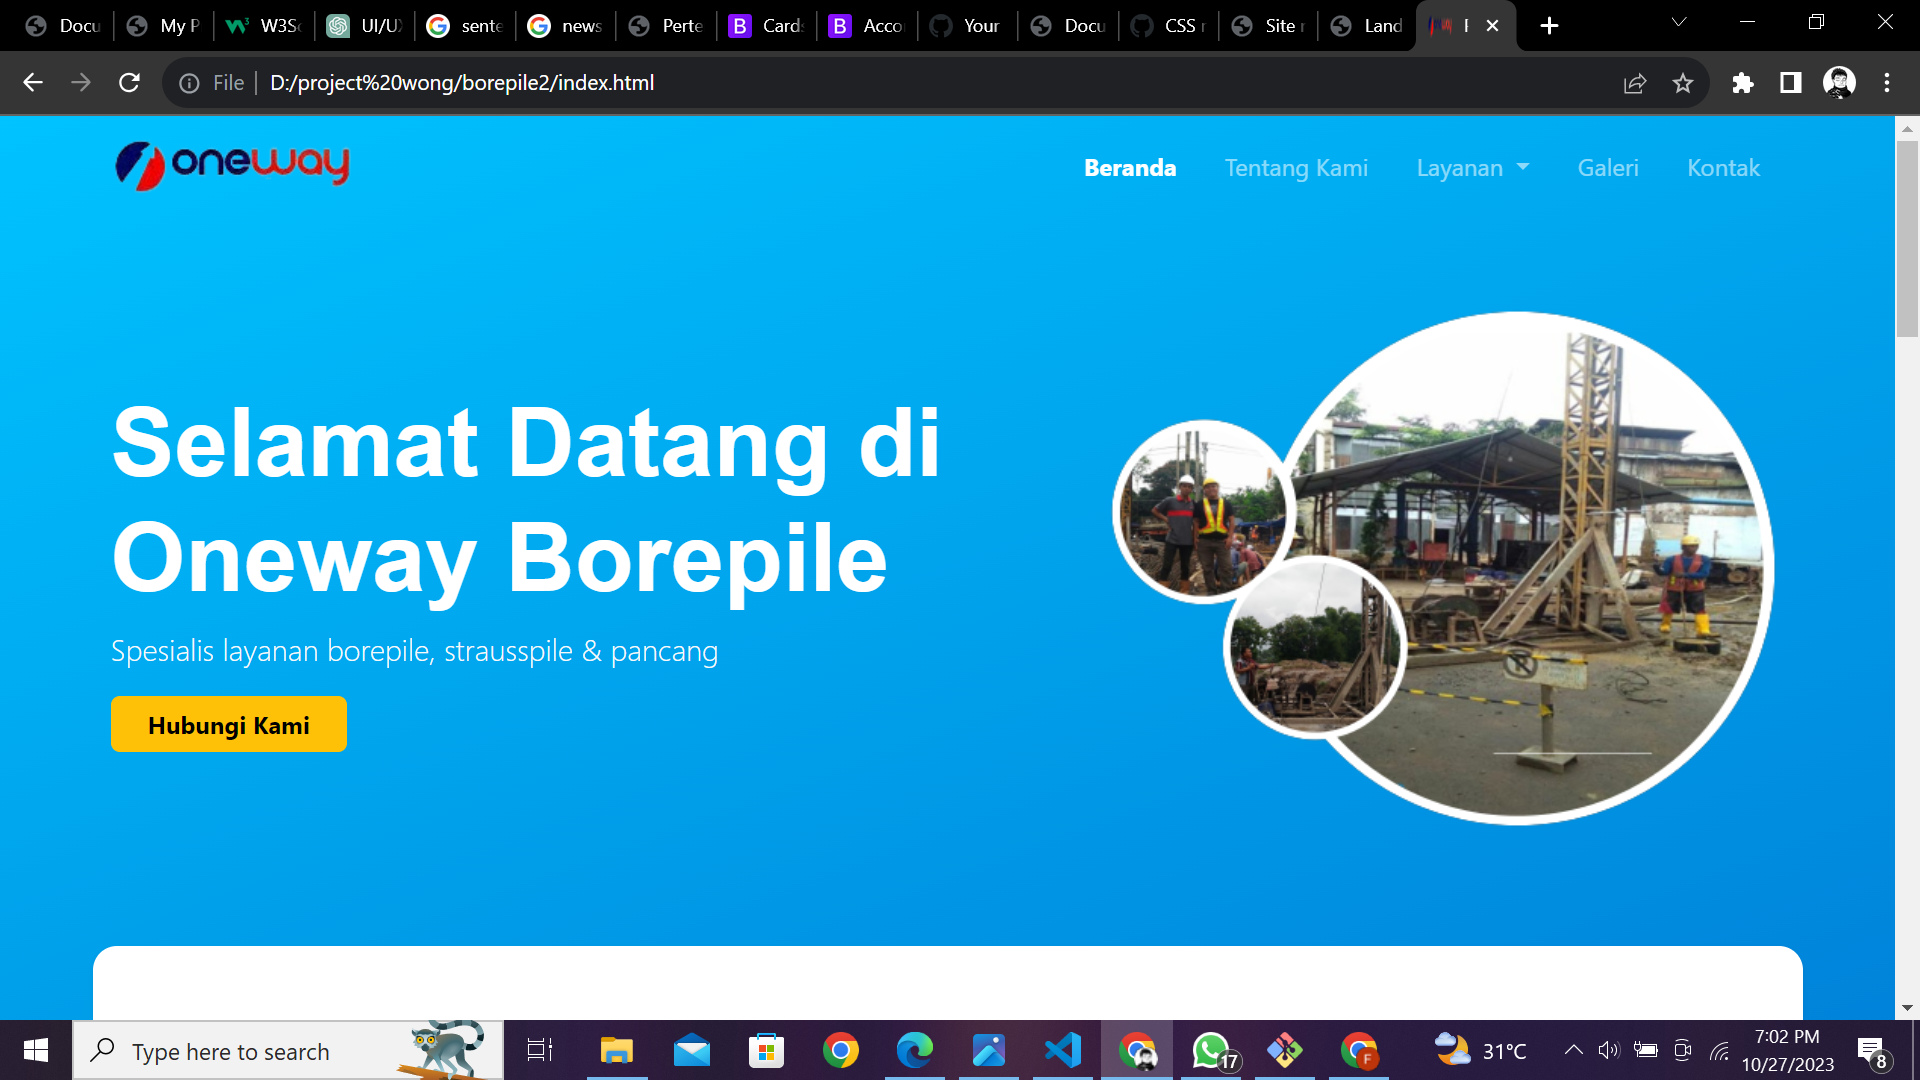 Docu
My P
W3Sc
UI/UX
sente
news
Perte
Cards
Acco
Your
Docu
CSS r
Site r
Land
File
D:/project%20wong/borepile2/index.html
oneway
Beranda
Tentang Kami
Layanan
Galeri
Kontak
Selamat Datang di
Oneway Borepile
Spesialis layanan borepile, strausspile & pancang
Hubungi Kami
Type here to search
17
F
31°C
7:02 PM
10/27/2023
8